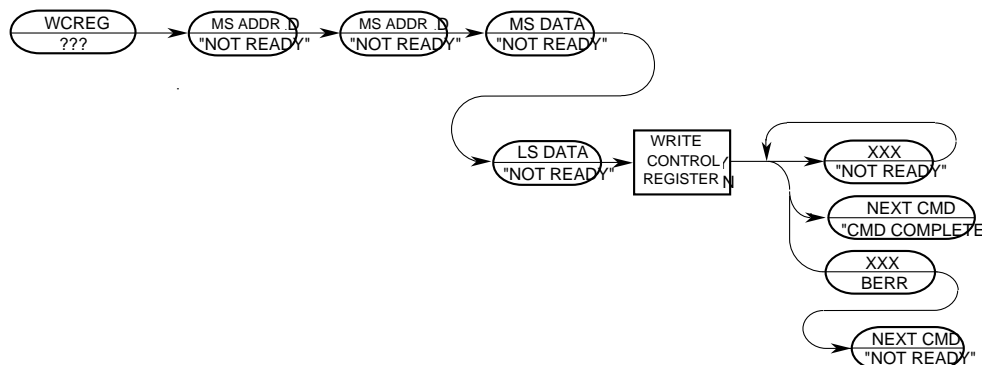 WCREG
???
MS ADDR D
"NOT READY"
MS ADDR D
"NOT READY"
MS DATA
"NOT READY"
LS DATA
"NOT READY"
WRITE
CONTROL
REGISTER
XXX
"NOT READY"
NEXT CMD
"CMD COMPLETE
XXX
BERR
NEXT CMD
"NOT READY"